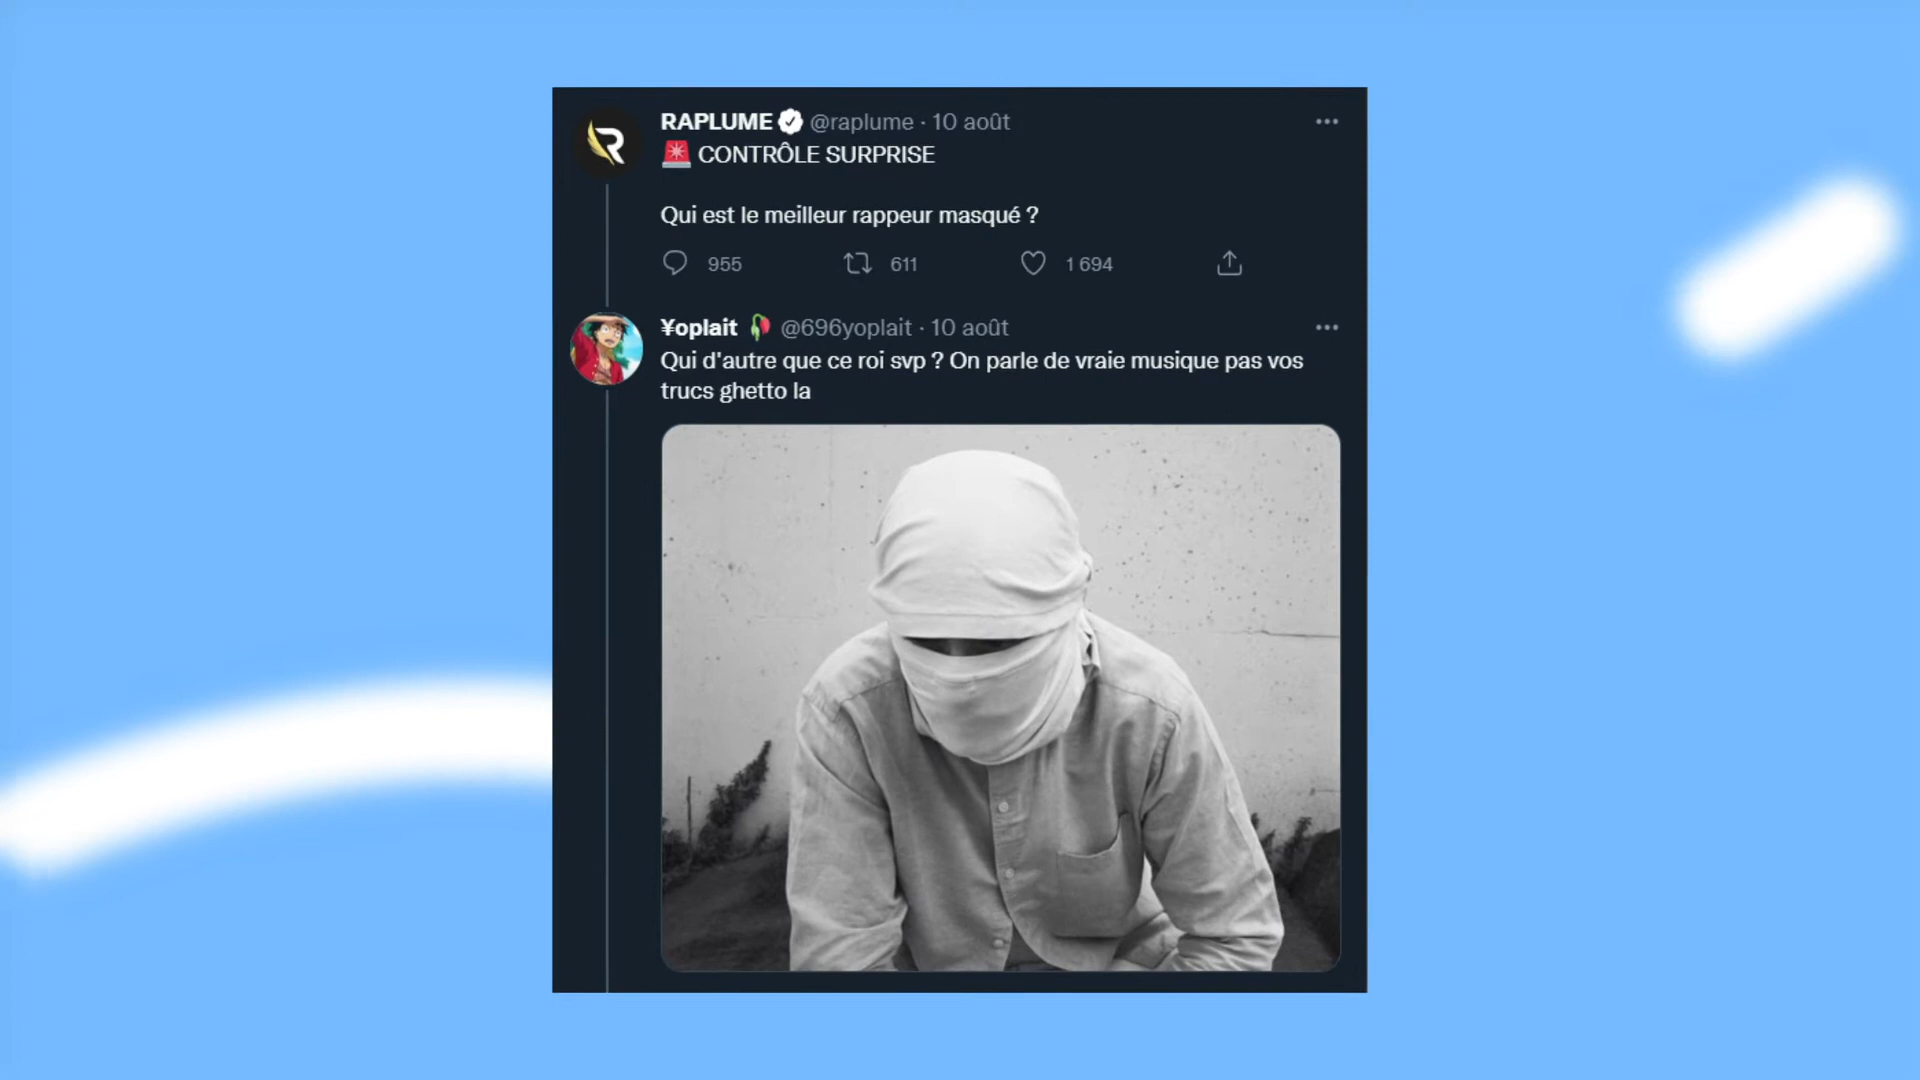 RAPLUME @raplume · 10 août
🚨 CONTRÔLE SURPRISE
Qui est le meilleur rappeur masqué ?
955 611 1 694
¥oplait 🥀 @696yoplait · 10 août
Qui d'autre que ce roi svp ? On parle de vraie musique pas vos
trucs ghetto la